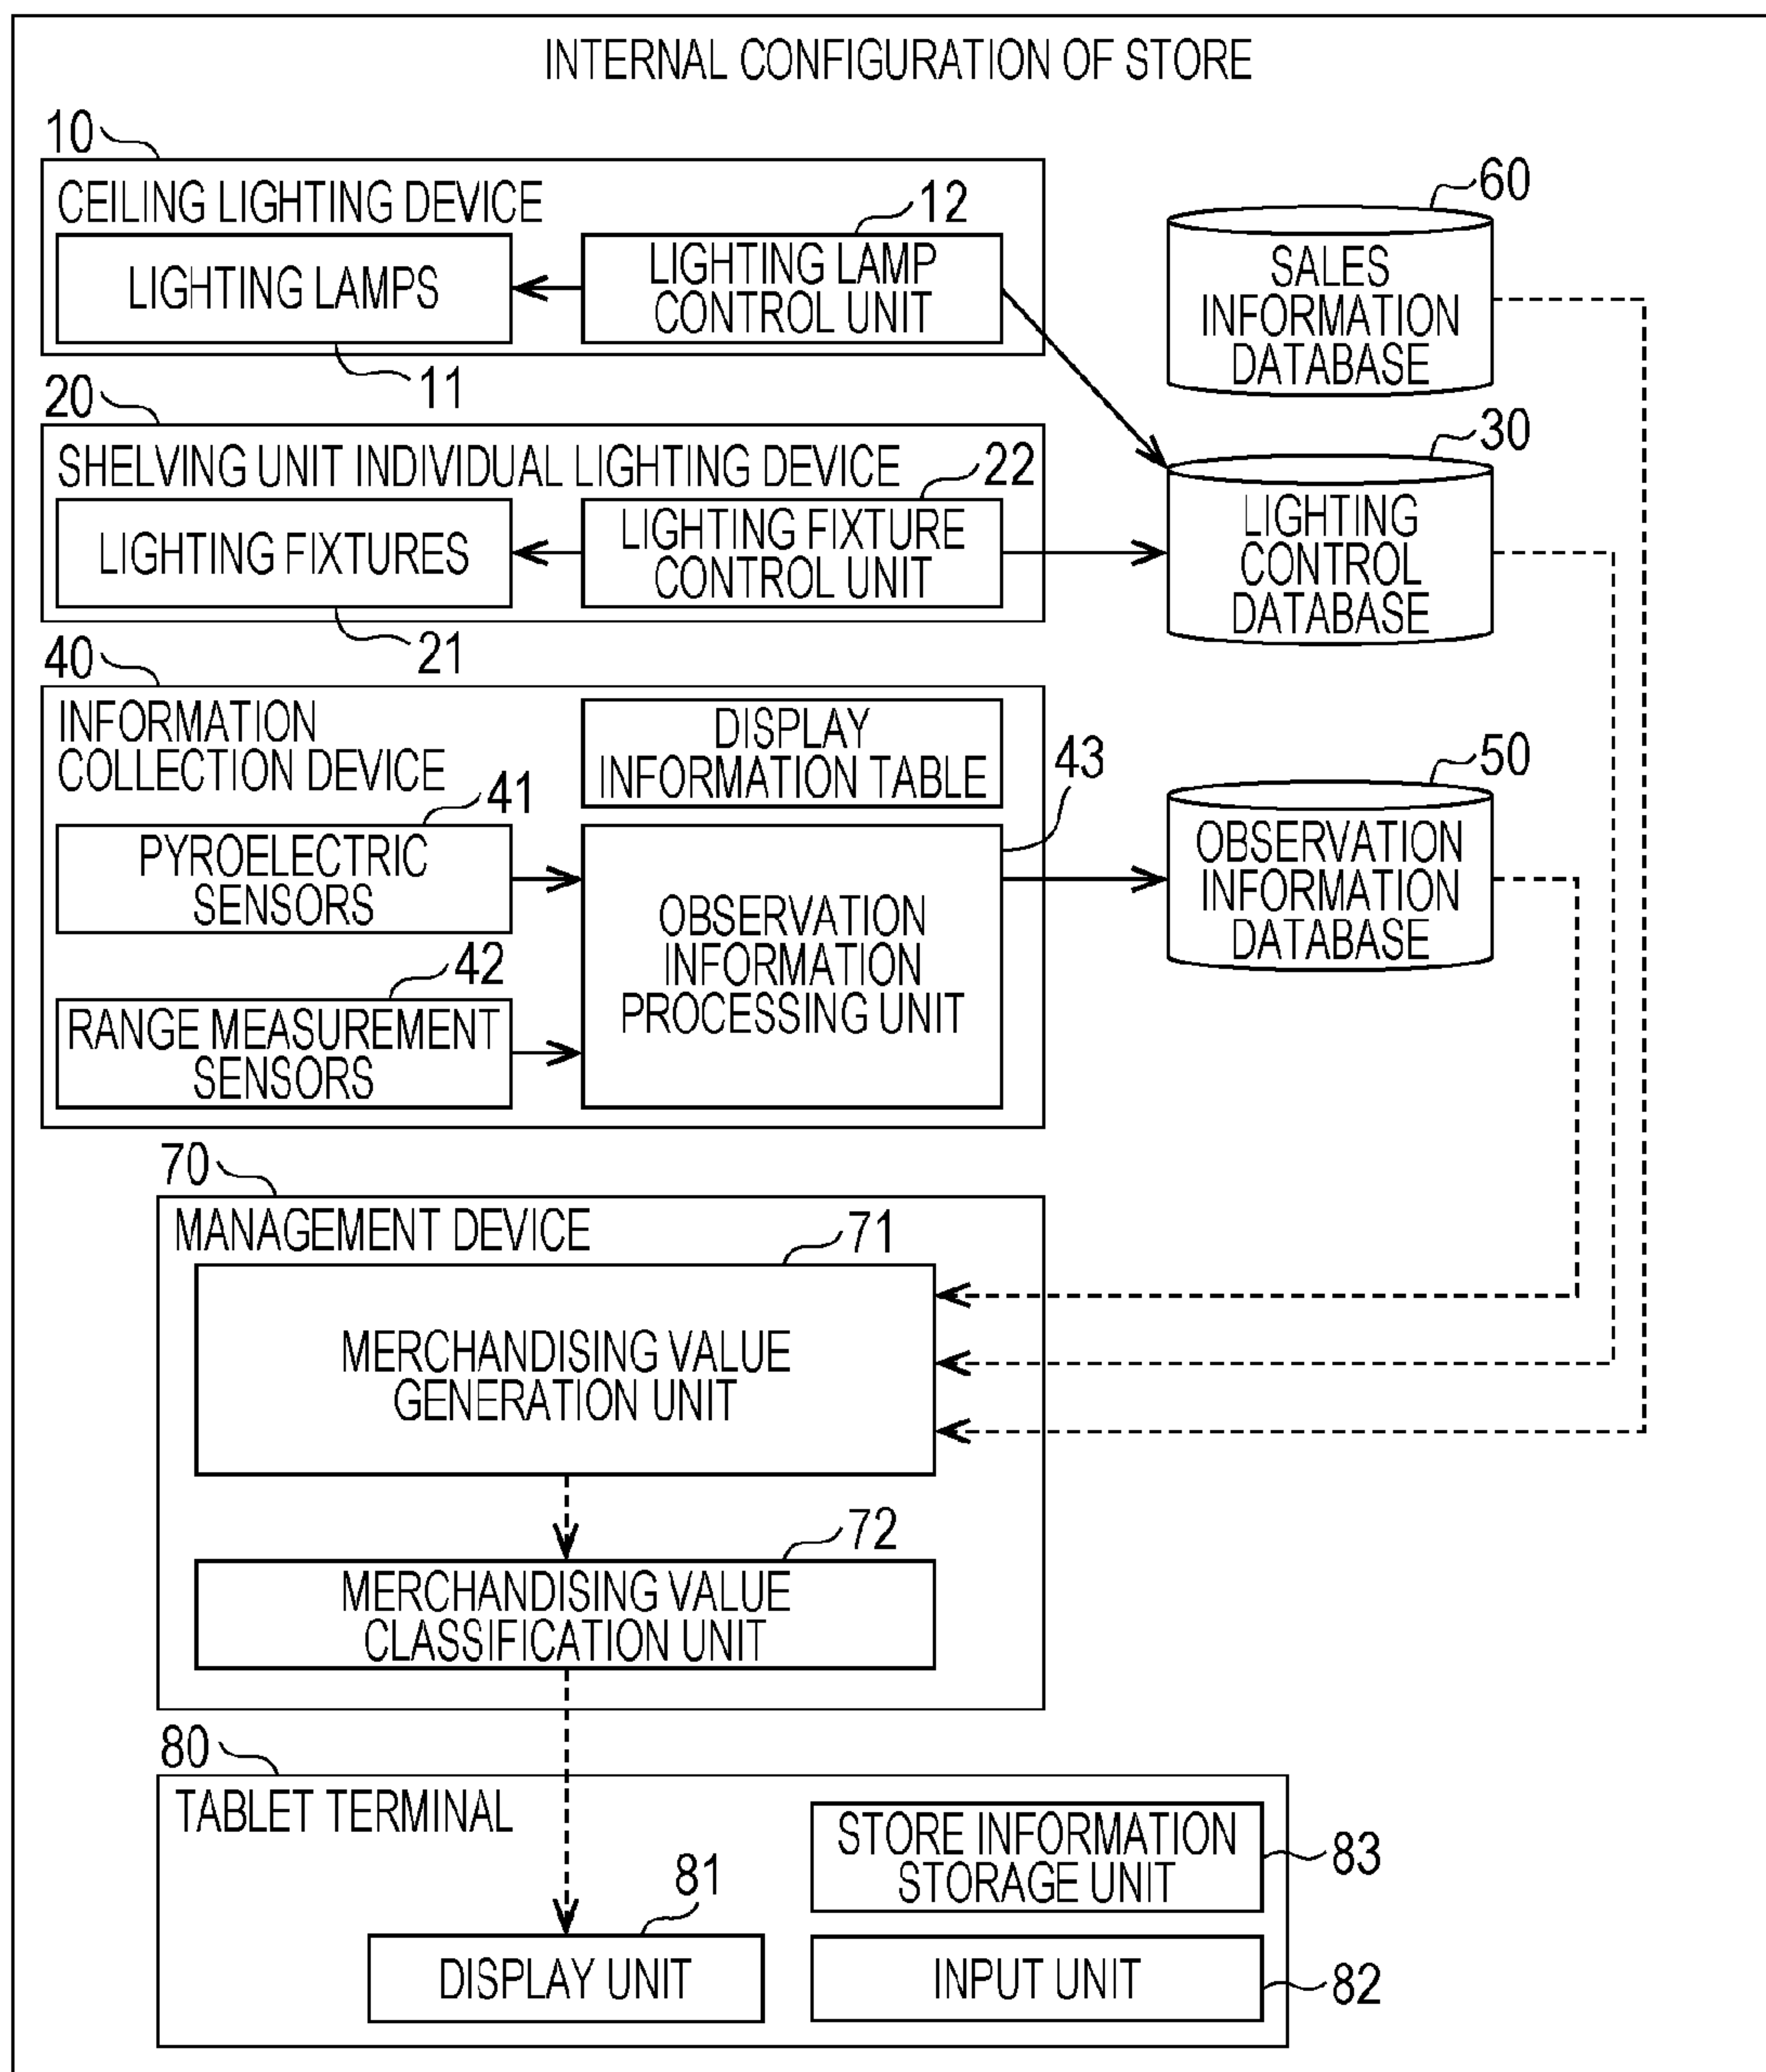 INTERNAL CONFIGURATION OF STORE
10
CEILING LIGHTING DEVICE
12
LIGHTING LAMPS
LIGHTING LAMP
CONTROL UNIT
11
60
SALES
INFORMATION
DATABASE
20
SHELVING UNIT INDIVIDUAL LIGHTING DEVICE
22
LIGHTING FIXTURES
LIGHTING FIXTURE
CONTROL UNIT
21
30
LIGHTING
CONTROL
DATABASE
40
INFORMATION
COLLECTION DEVICE
DISPLAY
INFORMATION TABLE
43
41
PYROELECTRIC
SENSORS
42
RANGE MEASUREMENT
SENSORS
OBSERVATION
INFORMATION
PROCESSING UNIT
50
OBSERVATION
INFORMATION
DATABASE
70
MANAGEMENT DEVICE
71
MERCHANDISING VALUE
GENERATION UNIT
72
MERCHANDISING VALUE
CLASSIFICATION UNIT
80
TABLET TERMINAL
STORE INFORMATION
STORAGE UNIT
83
81
DISPLAY UNIT
INPUT UNIT
82